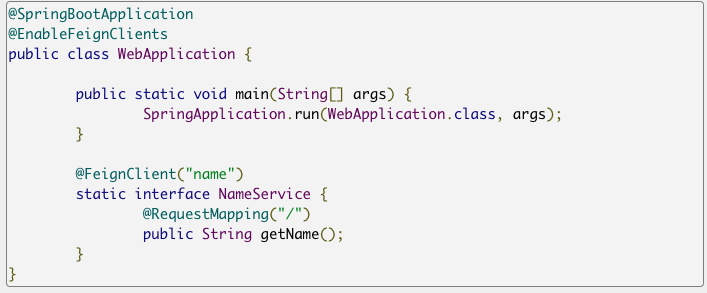 @SpringBootApplication
@EnableFeignClients
public class WebApplication {
public static void main(String[] args) {
SpringApplication.run(WebApplication.class, args);
}
@FeignClient("name")
static interface NameService {
@RequestMapping("/")
public String getName();
}
}